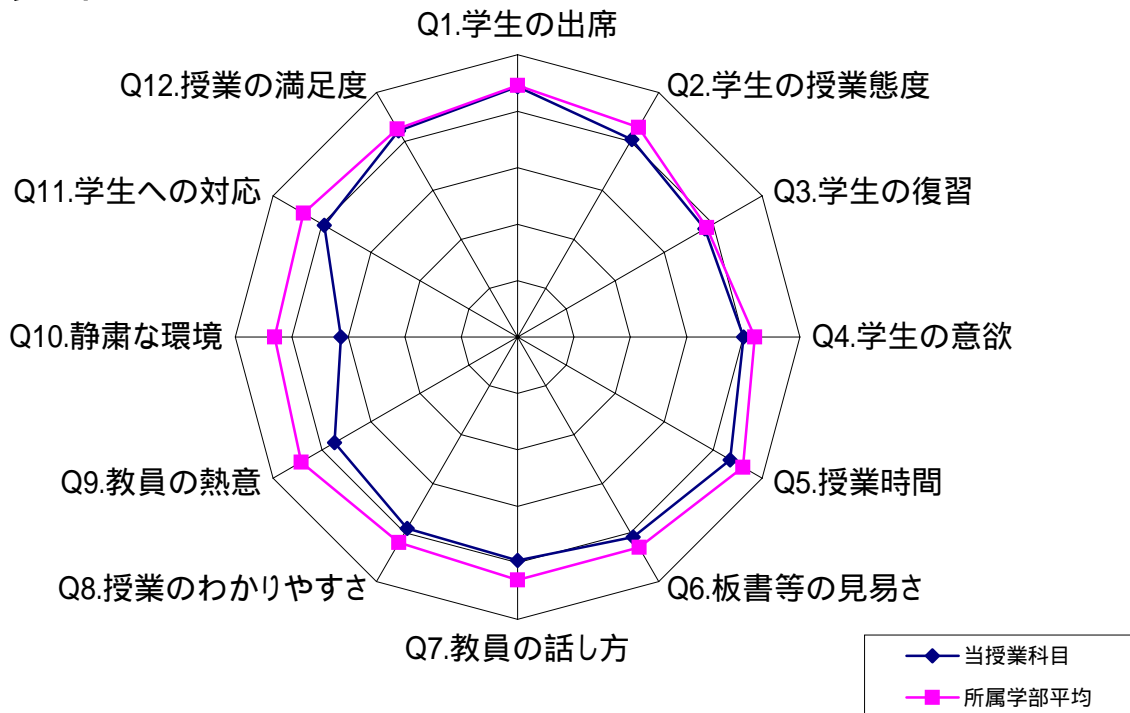 Q1.学生の出席
Q2.学生の授業態度
Q3.学生の復習
Q4.学生の意欲
Q5.授業時間
Q6.板書等の見易さ
Q7.教員の話し方
Q8.授業のわかりやすさ
Q9.教員の熱意
Q10.静粛な環境
Q11.学生への対応
Q12.授業の満足度
当授業科目
所属学部平均